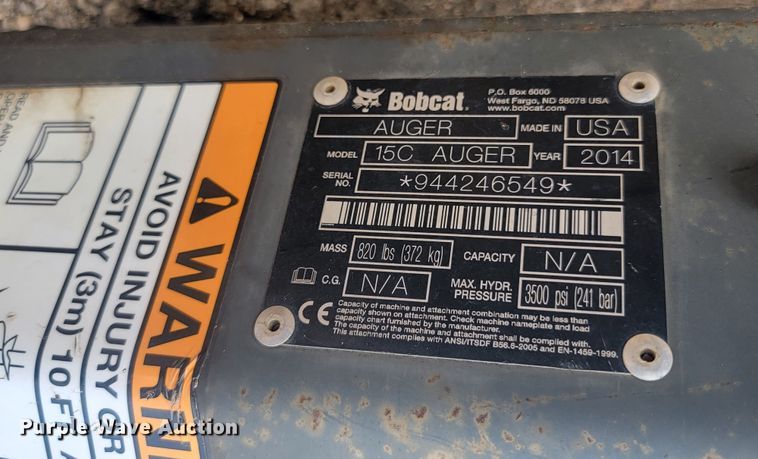 Bobcat.
P.O. Box 6000
West Fargo, ND 58078 USA
www.bobcat.com
AUGER MADE IN USA
MODEL 15C AUGER YEAR 2014
SERIAL NO. *944246549*
MASS 820 lbs (372 kg) CAPACITY N/A
C.G. N/A MAX. HYDR. PRESSURE 3500 psi (241 bar)
CE
Capacity of machine and attachment combination may be less than
capacity shown on attachment. Check machine nameplate and load
capacity chart furnished by the manufacturer.
The capacity of the machine and attachment shall be complied with.
This attachment complies with ANSI/ITSDF B56.6-2005 and EN-1459-1999.
WARNI
AVOID INJURY OR
STAY (3m) 10 F
READ AND
Purple Wave Auction